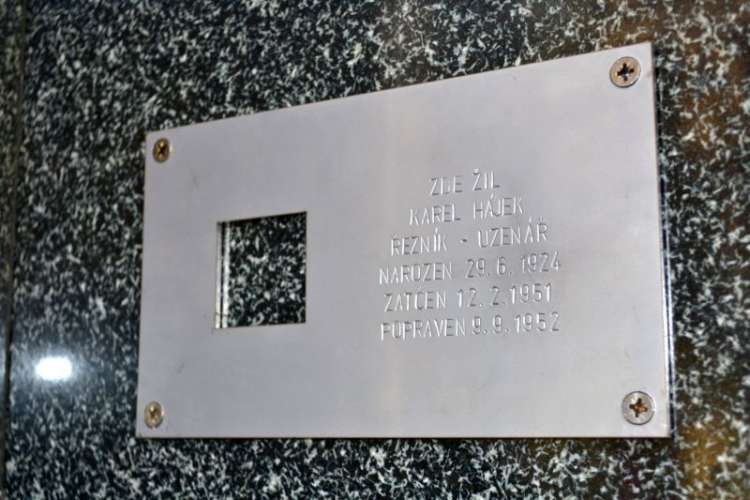 ZDE ŽIL
KAREL HÁJEK
ŘEZNÍK - UZENÁŘ
NAROZEN 29. 6. 1924
ZATČEN 12. 2. 1951
POPRAVEN 9. 9. 1952